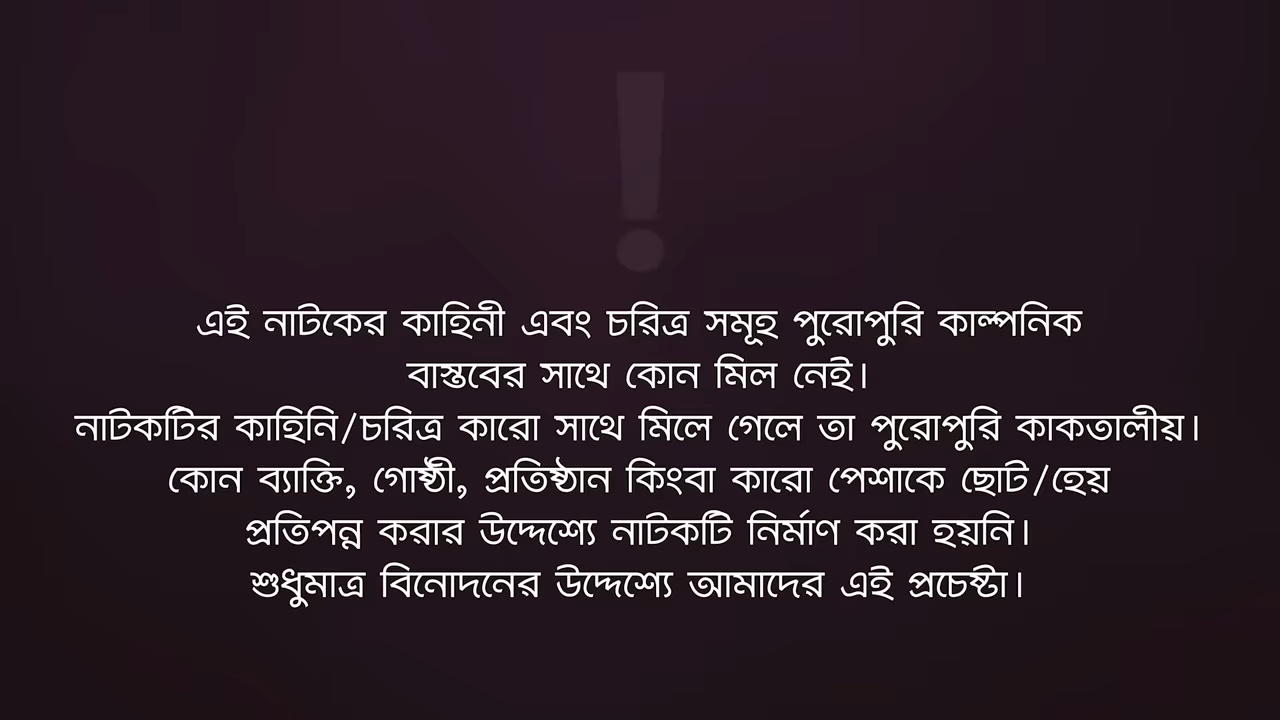 এই নাটকের কাহিনী এবং চরিত্র সমূহ পুরোপুরি কাল্পনিক
বাস্তবের সাথে কোন মিল নেই।
নাটকটির কাহিনি/চরিত্র কারো সাথে মিলে গেলে তা পুরোপুরি কাকতালীয়।
কোন ব্যাক্তি, গোষ্ঠী, প্রতিষ্ঠান কিংবা কারো পেশাকে ছোট/হেয়
প্রতিপন্ন করার উদ্দেশ্যে নাটকটি নির্মাণ করা হয়নি।
শুধুমাত্র বিনোদনের উদ্দেশ্যে আমাদের এই প্রচেষ্টা।